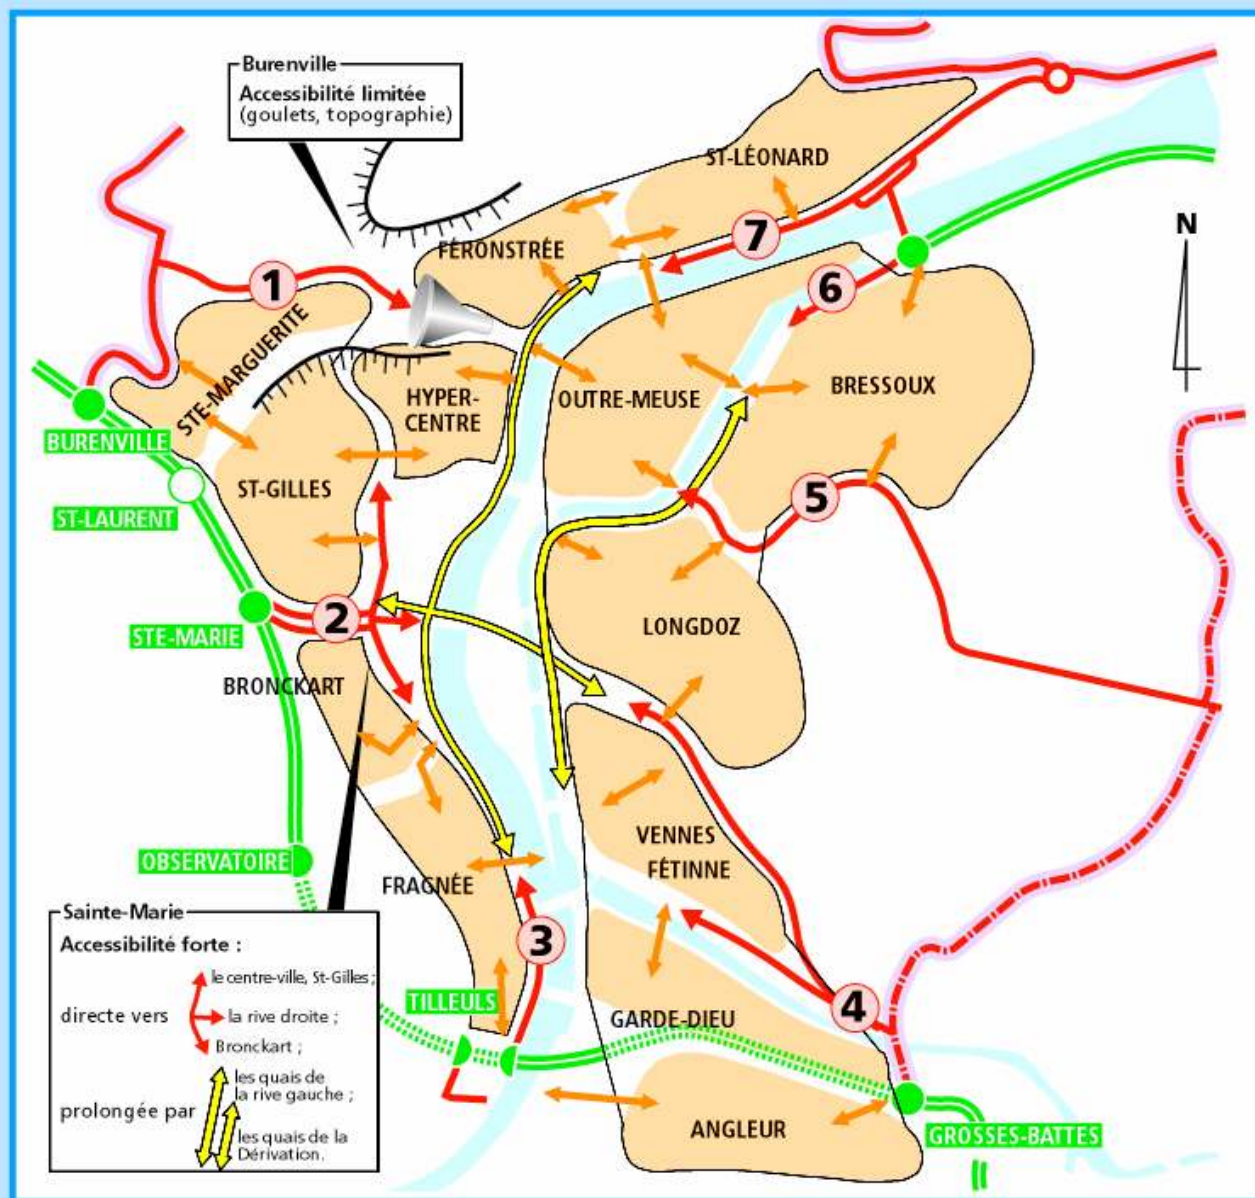 Burenville
Accessibilité limitée
(goulets, topographie)
ST-LÉONARD
N
FÉRONSTRÉE
7
1
6
STE-MARGUERITE
HYPER-
CENTRE
OUTRE-MEUSE
BRESSOUX
BURENVILLE
ST-GILLES
5
ST-LAURENT
2
STE-MARIE
LONGDOZ
BRONCKART
VENNES
FÉTINNE
OBSERVATOIRE
FRAGNÉE
3
TILLEULS
4
GARDE-DIEU
ANGLEUR
GROSSES-BATTES
Sainte-Marie
Accessibilité forte :
directe vers
le centre-ville, St-Gilles ;
la rive droite ;
Bronckart ;
prolongée par
les quais de
la rive gauche ;
les quais de la
Dérivation.